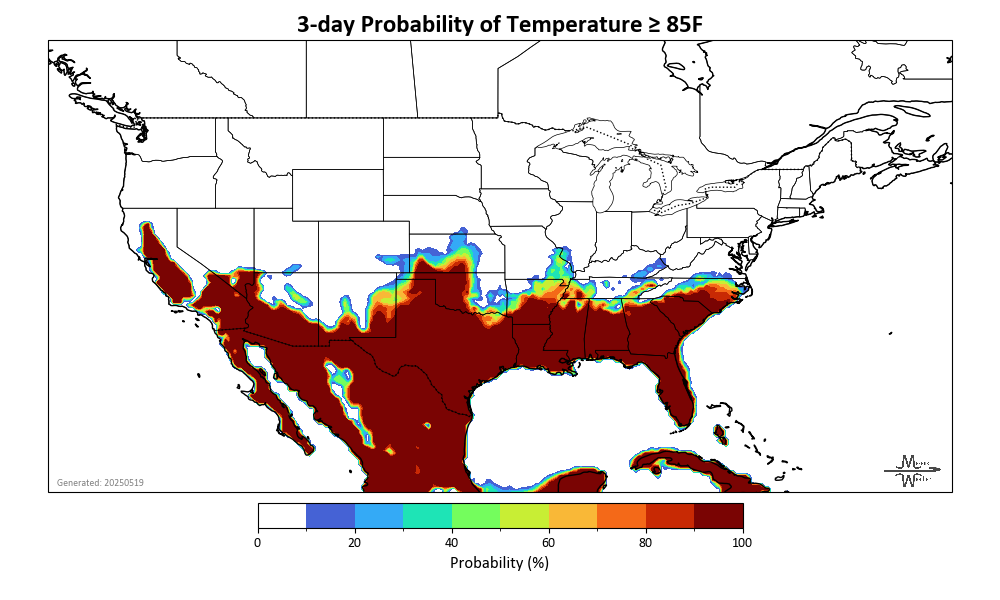 3-day Probability of Temperature ≥ 85F
Generated: 20250519
0 20 40 60 80 100
Probability (%)